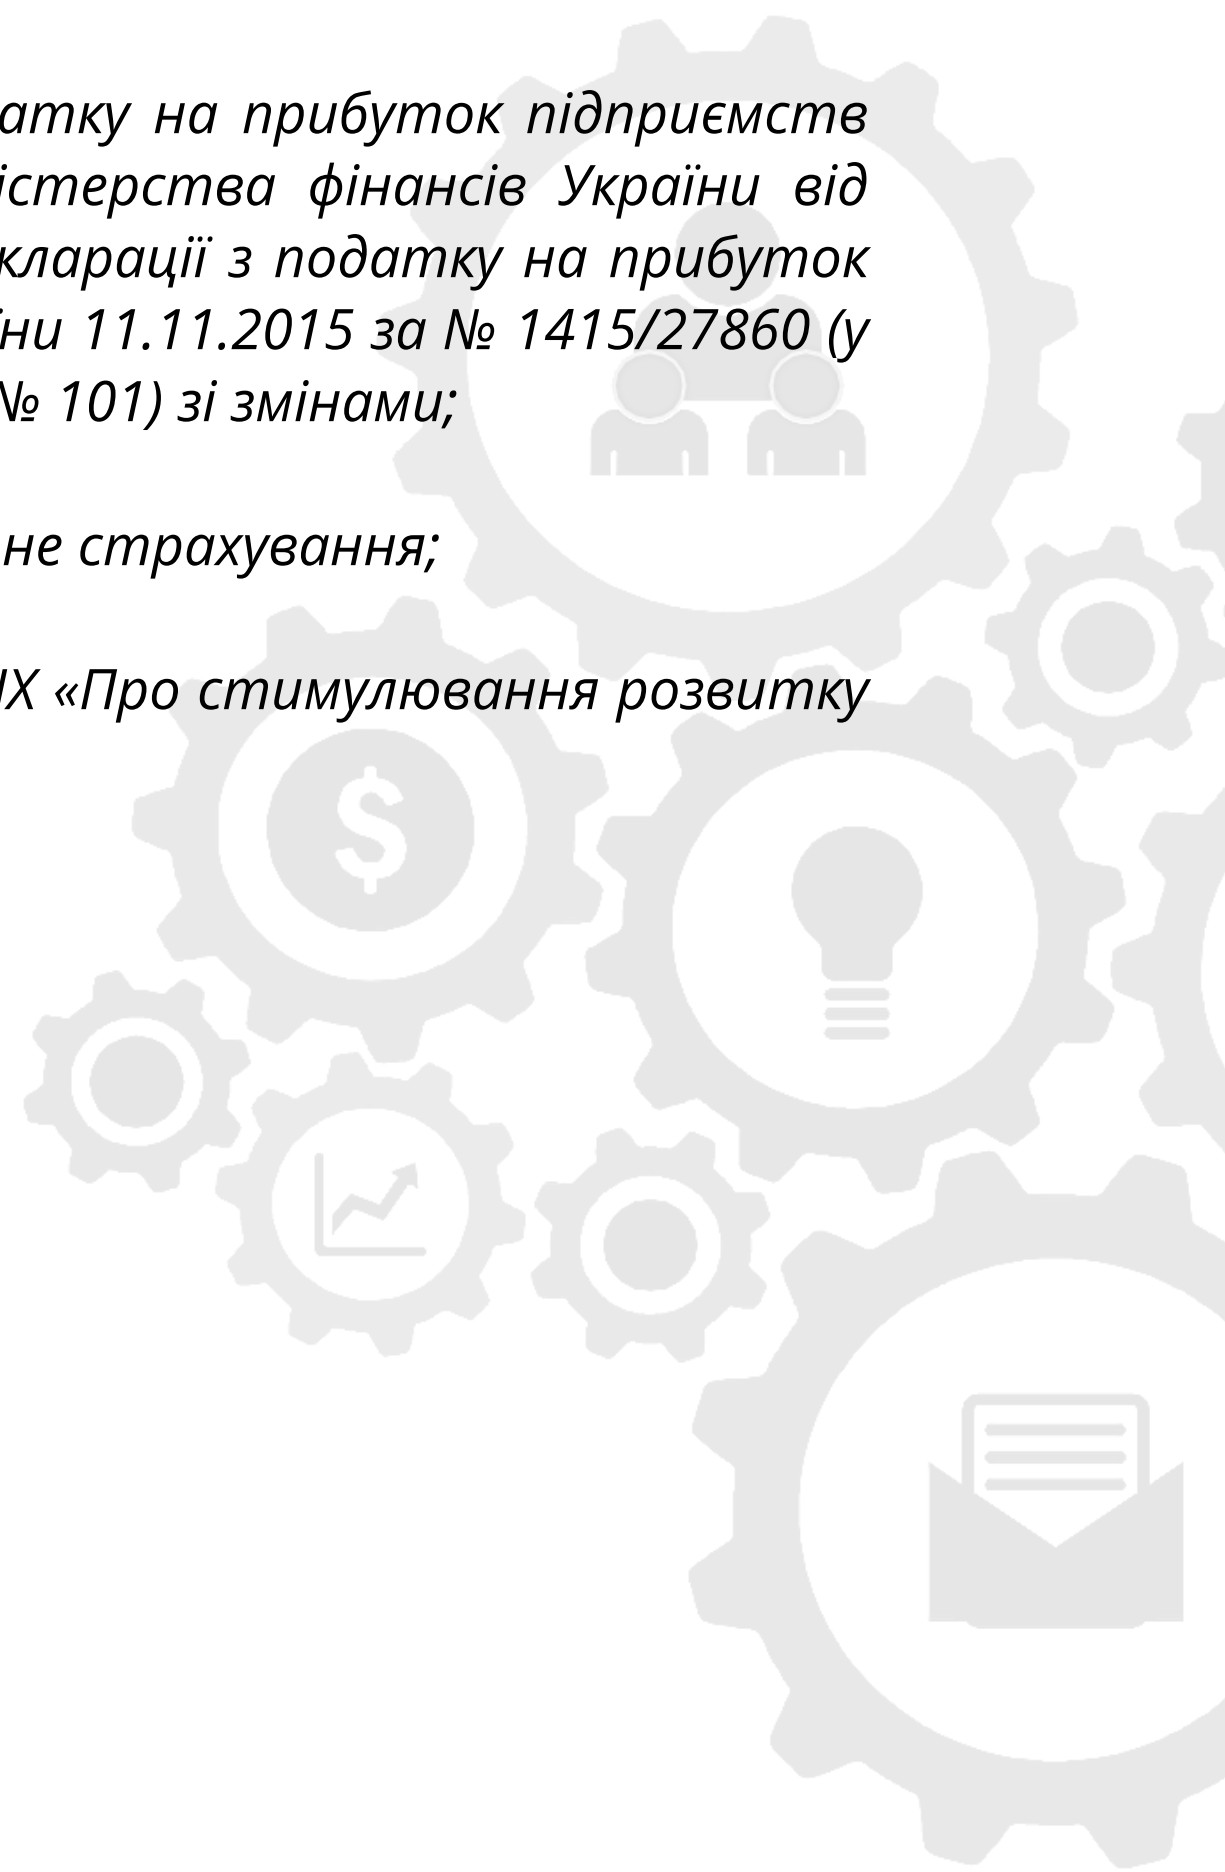 атку на прибуток підприємств
істерства фінансів України від
кларації з податку на прибуток
їни 11.11.2015 за № 1415/27860 (у
№ 101) зі змінами;
не страхування;
ІХ «Про стимулювання розвитку